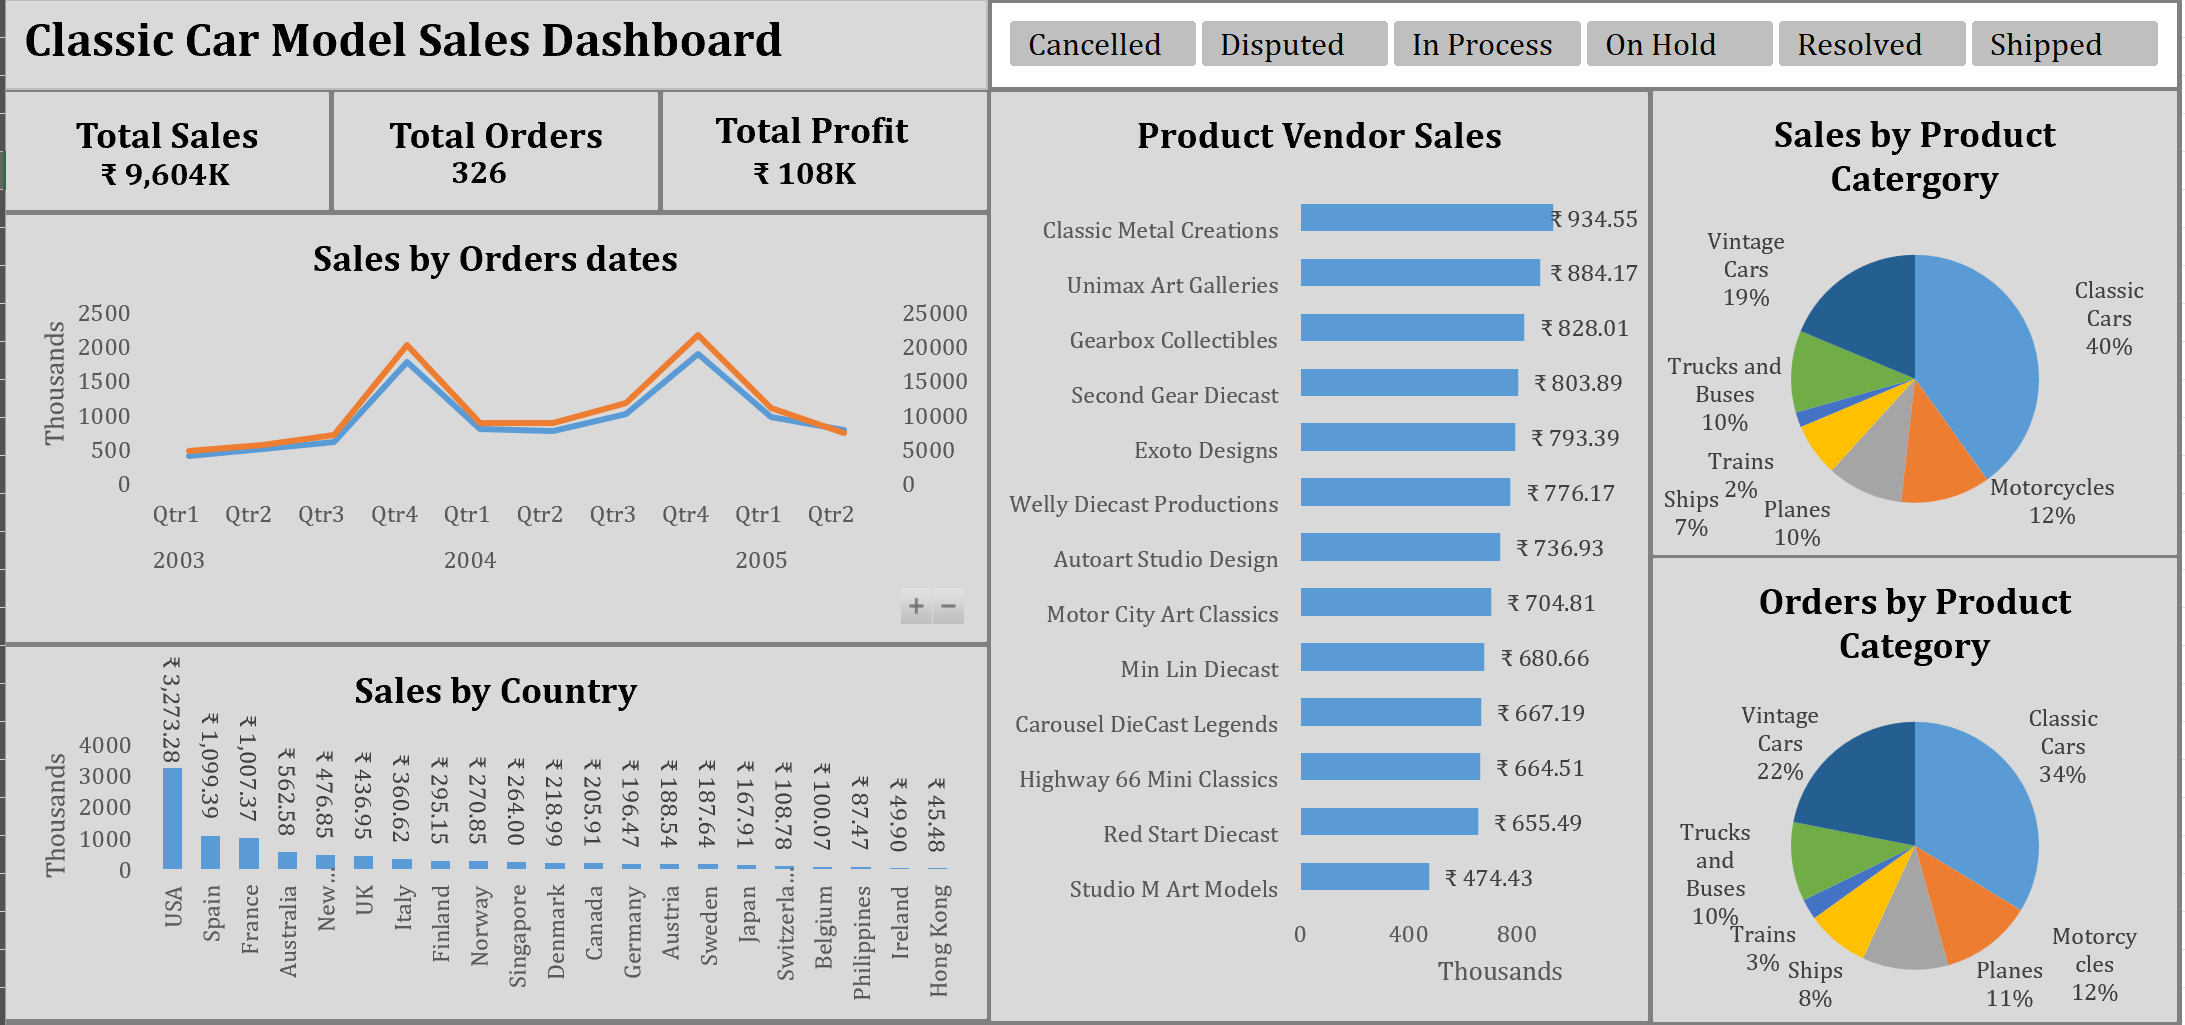 Classic Car Model Sales Dashboard
Cancelled
Disputed
In Process
On Hold
Resolved
Shipped
Total Sales
₹ 9,604K
Total Orders
326
Total Profit
₹ 108K
Sales by Orders dates
Thousands
2500
2000
1500
1000
500
0
25000
20000
15000
10000
5000
0
Qtr1 Qtr2 Qtr3 Qtr4 Qtr1 Qtr2 Qtr3 Qtr4 Qtr1 Qtr2
2003 2004 2005
+ −
Sales by Country
Thousands
4000
3000
2000
1000
0
₹ 3,273.28
₹ 1,099.39
₹ 1,007.37
₹ 562.58
₹ 476.85
₹ 436.95
₹ 360.62
₹ 295.15
₹ 270.85
₹ 264.00
₹ 218.99
₹ 205.91
₹ 196.47
₹ 188.54
₹ 187.64
₹ 167.91
₹ 108.78
₹ 100.07
₹ 87.47
₹ 49.90
₹ 45.48
USA
Spain
France
Australia
New…
UK
Italy
Finland
Norway
Singapore
Denmark
Canada
Germany
Austria
Sweden
Japan
Switzerla…
Belgium
Philippines
Ireland
Hong Kong
Product Vendor Sales
Classic Metal Creations ₹ 934.55
Unimax Art Galleries ₹ 884.17
Gearbox Collectibles ₹ 828.01
Second Gear Diecast ₹ 803.89
Exoto Designs ₹ 793.39
Welly Diecast Productions ₹ 776.17
Autoart Studio Design ₹ 736.93
Motor City Art Classics ₹ 704.81
Min Lin Diecast ₹ 680.66
Carousel DieCast Legends ₹ 667.19
Highway 66 Mini Classics ₹ 664.51
Red Start Diecast ₹ 655.49
Studio M Art Models ₹ 474.43
0 400 800
Thousands
Sales by Product
Catergory
Vintage
Cars
19%
Classic
Cars
40%
Trucks and
Buses
10%
Trains
2%
Ships
7%
Planes
10%
Motorcycles
12%
Orders by Product
Category
Vintage
Cars
22%
Classic
Cars
34%
Trucks
and
Buses
10%
Trains
3%
Ships
8%
Planes
11%
Motorcy
cles
12%